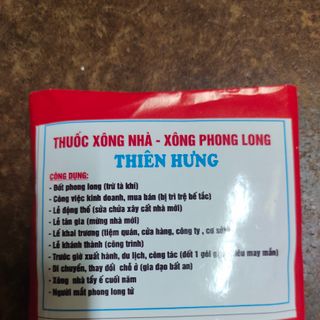 THUỐC XÔNG NHÀ - XÔNG PHONG LONG
THIÊN HƯNG
CÔNG DỤNG:
- Đốt phong long (trừ tà khí)
- Công việc kinh doanh, mua bán (bị trì trệ bế tắc)
- Lễ động thổ (sửa chửa xây cất nhà mới)
- Lễ tân gia (mừng nhà mới)
- Lễ khai trương (tiệm quán, cửa hàng, công ty , cơ sở)
- Lễ khánh thành (công trình)
- Trước giờ xuất hành, du lịch, công tác (đốt 1 gói may mắn)
- Di chuyển, thay đổi chỗ ở (gia đạo bất an)
- Xông nhà tẩy ế cuối năm
- Người mất phong long tử